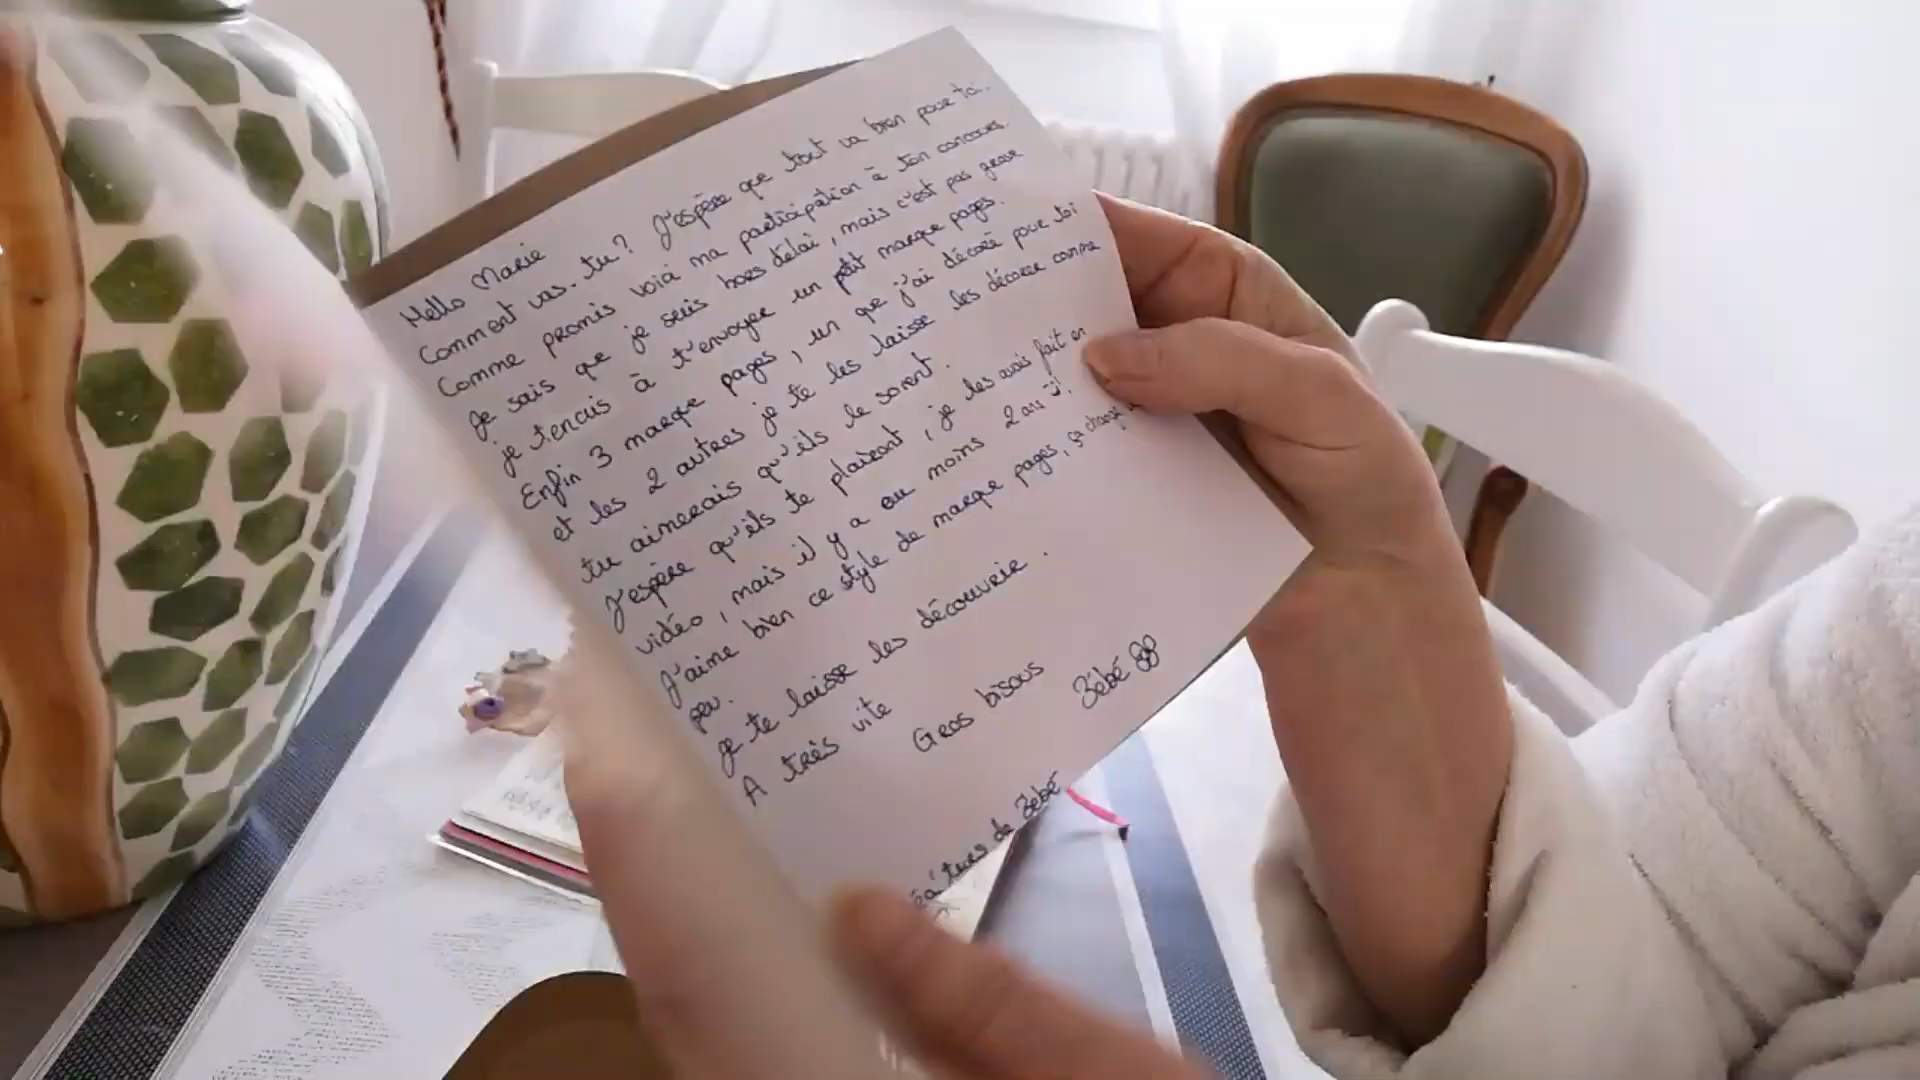 Hello Marie
Comment vas-tu? J'espère que tout va bien pour toi.
Comme promis voici ma participation à ton concours.
Je sais que je suis hors délai, mais c'est pas grave
je tenais à t'envoyer un petit marque pages.
Enfin 3 marque pages, un que j'ai décoré pour toi
et les 2 autres je te les laisse les décorer comme
tu aimerais qu'ils le soient.
J'espère qu'ils te plairont, je les avais fait en
vidéo, mais il y a au moins 2 ans !
J'aime bien ce style de marque pages, ça change
peu.
Je te laisse les découvrir.
A très vite
Gros bisous
Zébé
de Zébé